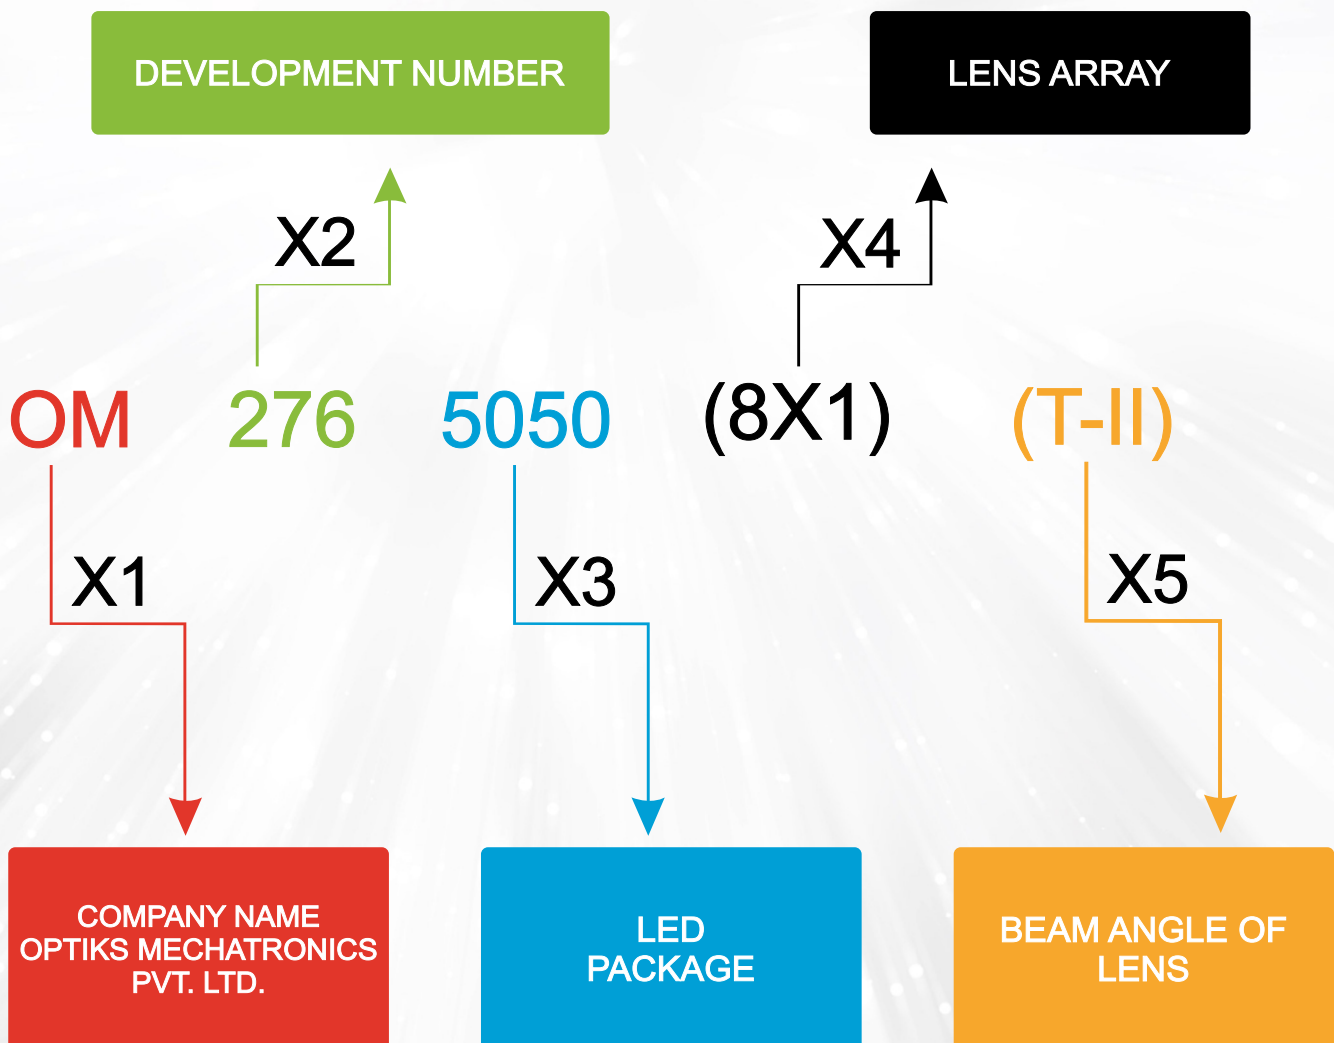 DEVELOPMENT NUMBER
LENS ARRAY
X2
X4
OM 276 5050 (8X1) (T-II)
X1
X3
X5
COMPANY NAME
OPTIKS MECHATRONICS
PVT. LTD.
LED
PACKAGE
BEAM ANGLE OF
LENS